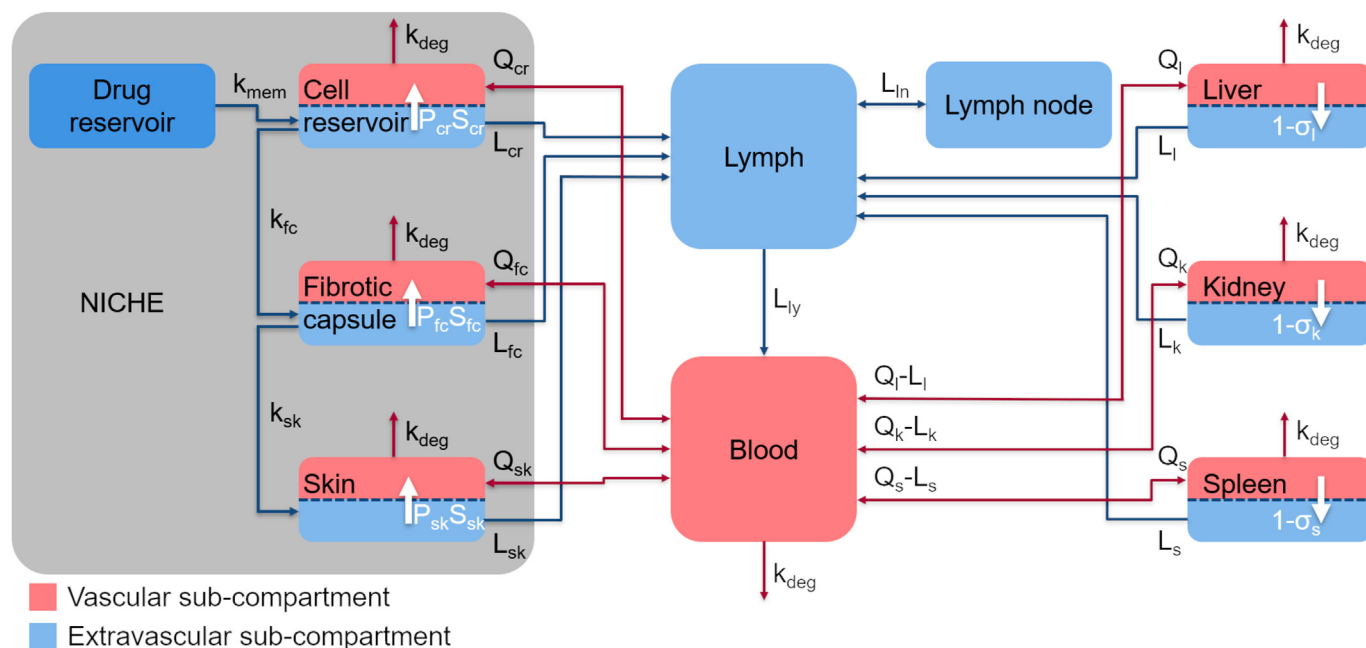 k_deg
k_deg
Q_cr
Q_l
Drug
reservoir
k_mem
Cell
reservoir
P_crS_cr
L_cr
L_ln
Lymph node
Liver
1-σ_l
L_l
Lymph
k_fc
k_deg
k_deg
Q_fc
Q_k
NICHE
Fibrotic
capsule
P_fcS_fc
L_fc
L_ly
Kidney
1-σ_k
L_k
k_sk
k_deg
k_deg
Q_l-L_l
Q_k-L_k
Q_s-L_s
Blood
Q_sk
Q_s
Skin
P_skS_sk
L_sk
Spleen
1-σ_s
L_s
k_deg
Vascular sub-compartment
Extravascular sub-compartment